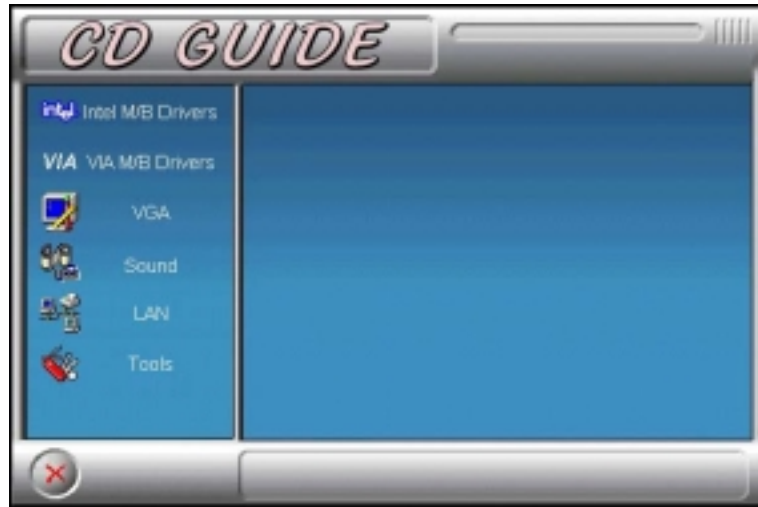 CD GUIDE
intel Intel M/B Drivers
VIA VIA M/B Drivers
VGA
Sound
LAN
Tools